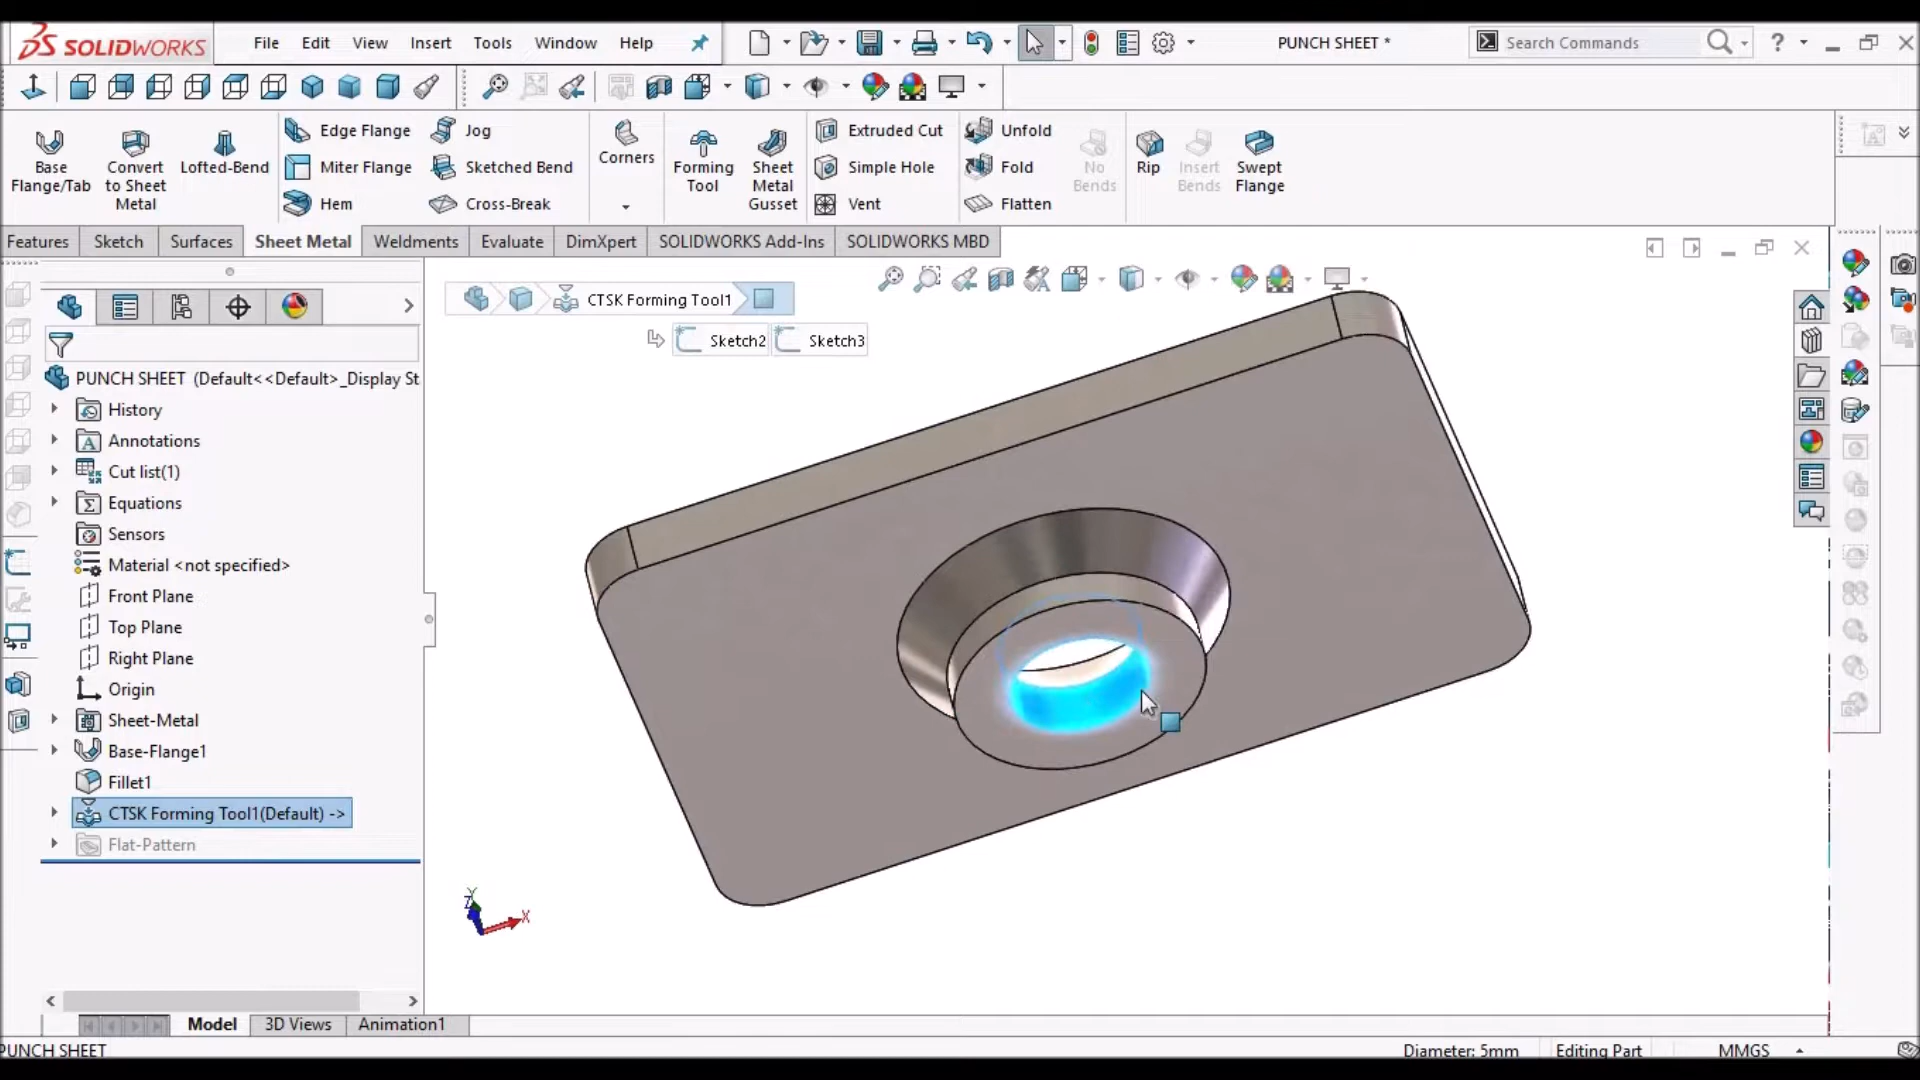 SOLIDWORKS File Edit View Insert Tools Window Help PUNCH SHEET * Search Commands ?
Base Flange/Tab
Convert to Sheet Metal
Lofted-Bend
Edge Flange
Miter Flange
Hem
Jog
Sketched Bend
Cross-Break
Corners
Forming Tool
Sheet Metal Gusset
Extruded Cut
Simple Hole
Vent
Unfold
Fold
Flatten
No Bends
Rip
Insert Bends
Swept Flange
Features Sketch Surfaces Sheet Metal Weldments Evaluate DimXpert SOLIDWORKS Add-Ins SOLIDWORKS MBD
CTSK Forming Tool1
Sketch2 Sketch3
PUNCH SHEET (Default<<Default>_Display St
History
Annotations
Cut list(1)
Equations
Sensors
Material <not specified>
Front Plane
Top Plane
Right Plane
Origin
Sheet-Metal
Base-Flange1
Fillet1
CTSK Forming Tool1(Default) ->
Flat-Pattern
Y
Z
X
Model 3D Views Animation1
PUNCH SHEET Diameter: 5mm Editing Part MMGS